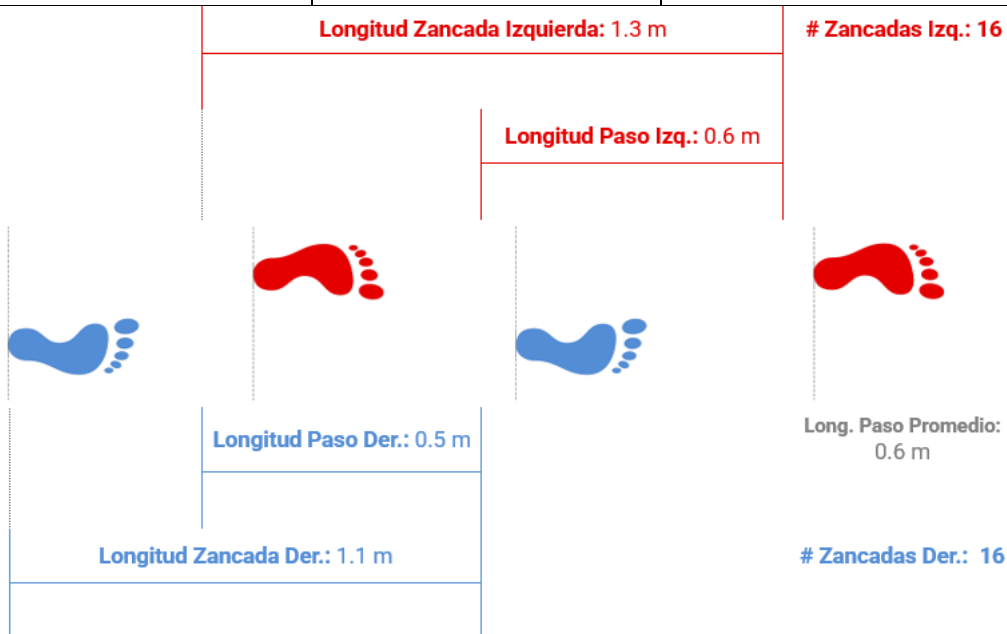 Longitud Zancada Izquierda: 1.3 m
# Zancadas Izq.: 16
Longitud Paso Izq.: 0.6 m
Longitud Paso Der.: 0.5 m
Long. Paso Promedio:
0.6 m
Longitud Zancada Der.: 1.1 m
# Zancadas Der.: 16